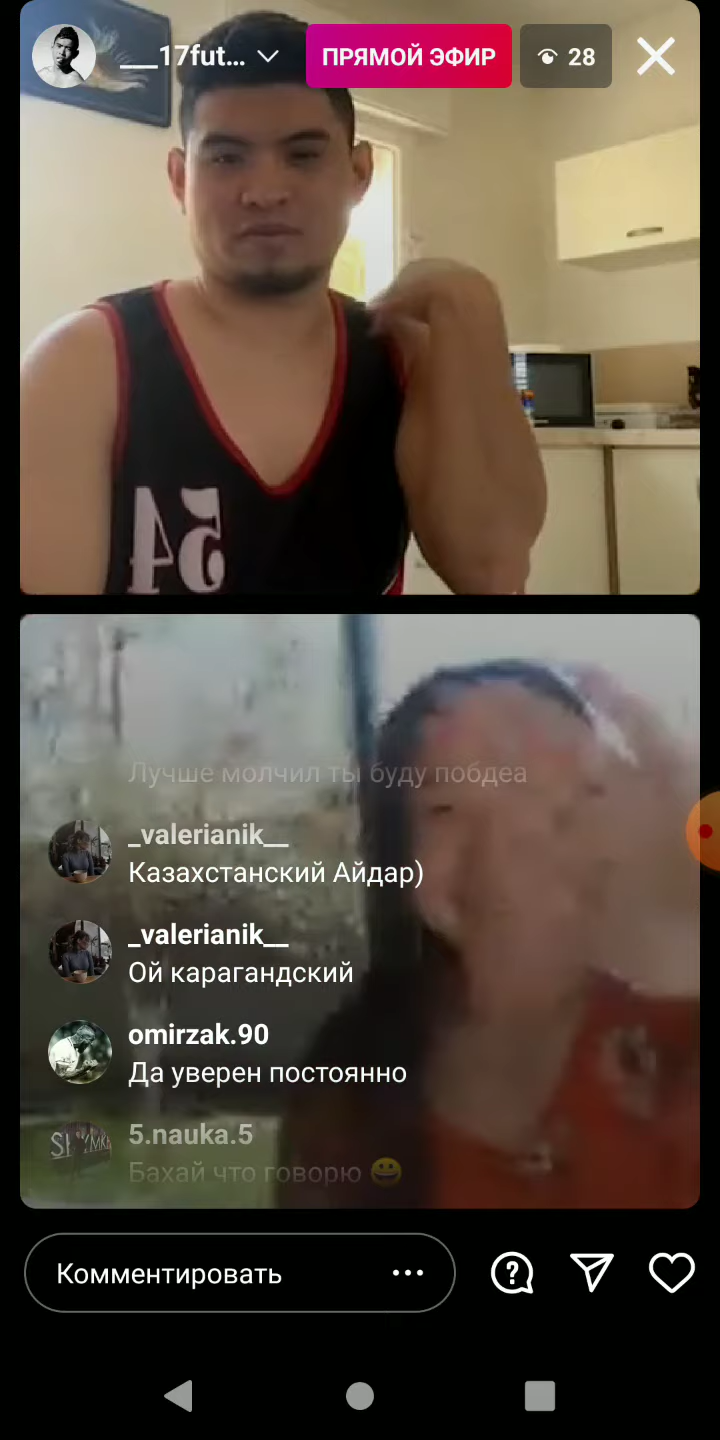 ___17fut...
ПРЯМОЙ ЭФИР
28
54
Лучше молчил ты буду побдеа
_valerianik__
Казахстанский Айдар)
_valerianik__
Ой карагандский
omirzak.90
Да уверен постоянно
5.nauka.5
Бахай что говорю 😀
Комментировать